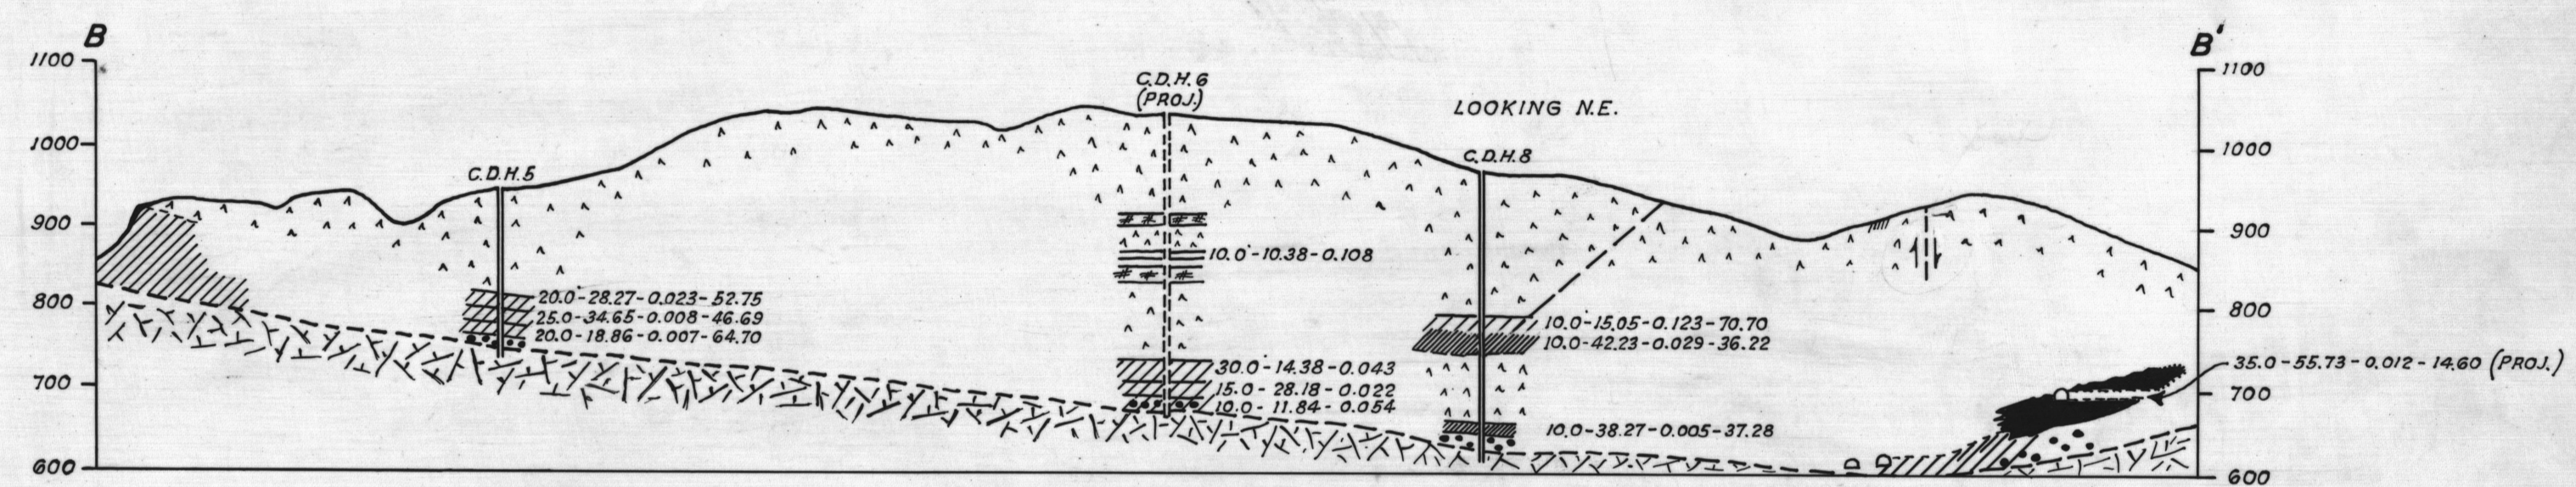 B
1100
1000
900
800
700
600
C.D.H.5
20.0-28.27-0.023-52.75
25.0-34.65-0.008-46.69
20.0-18.86-0.007-64.70
C.D.H.6
(PROJ.)
10.0-10.38-0.108
30.0-14.38-0.043
15.0-28.18-0.022
10.0-11.84-0.054
LOOKING N.E.
C.D.H.8
10.0-15.05-0.123-70.70
10.0-42.23-0.029-36.22
10.0-38.27-0.005-37.28
B'
1100
1000
900
800
35.0-55.73-0.012-14.60 (PROJ.)
700
600